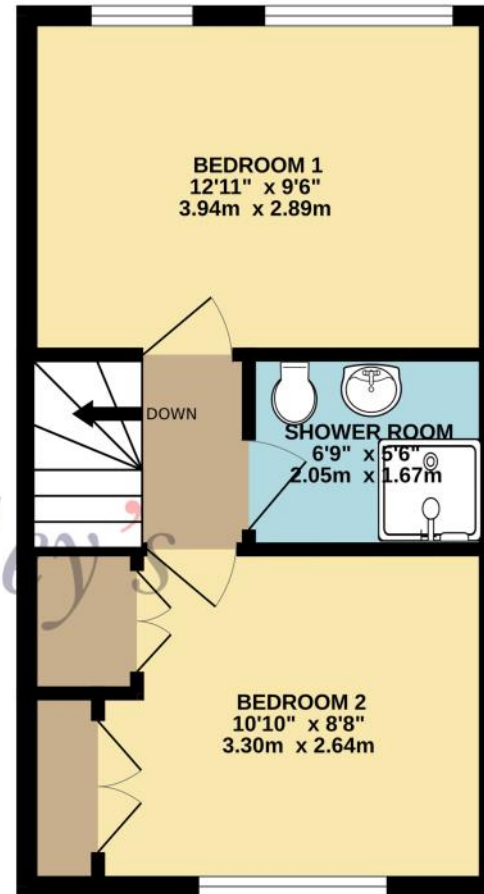 BEDROOM 1
12'11" x 9'6"
3.94m x 2.89m
DOWN
SHOWER ROOM
6'9" x 5'6"
2.05m x 1.67m
BEDROOM 2
10'10" x 8'8"
3.30m x 2.64m